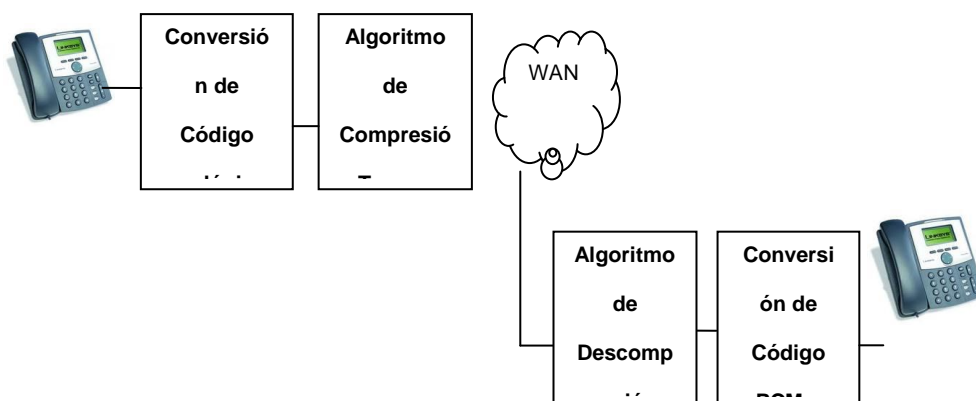 Conversió
n de
Código
Algoritmo
de
Compresió
WAN
Algoritmo
de
Descomp
Conversi
ón de
Código